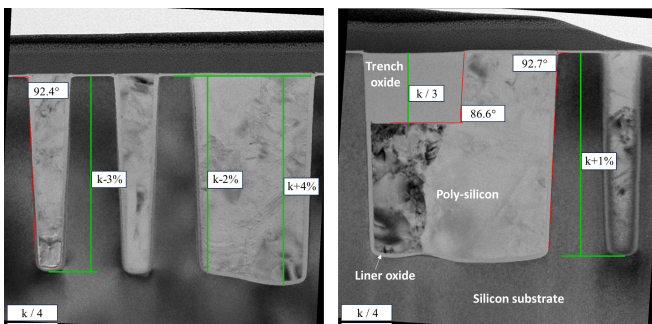 92.4°
k-3%
k-2%
k+4%
k / 4
Trench
oxide
k / 3
92.7°
86.6°
k+1%
Poly-silicon
Liner oxide
Silicon substrate
k / 4